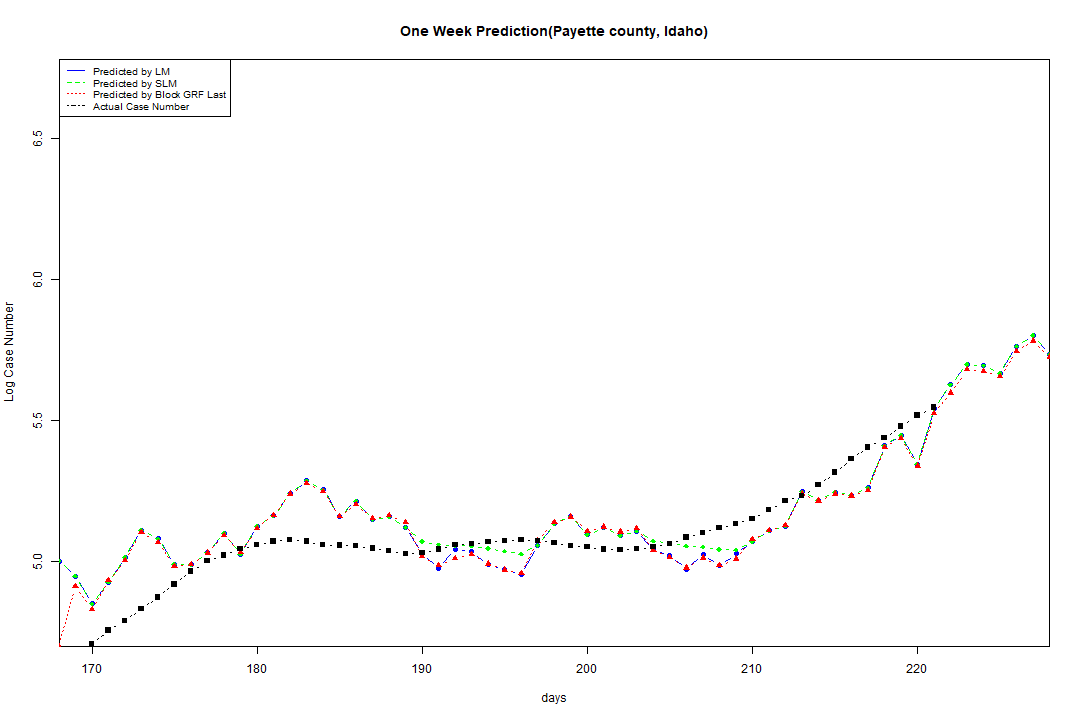 One Week Prediction(Payette county, Idaho)
Predicted by LM
Predicted by SLM
Predicted by Block GRF Last
Actual Case Number
6.5
6.0
5.5
5.0
Log Case Number
170 180 190 200 210 220
days